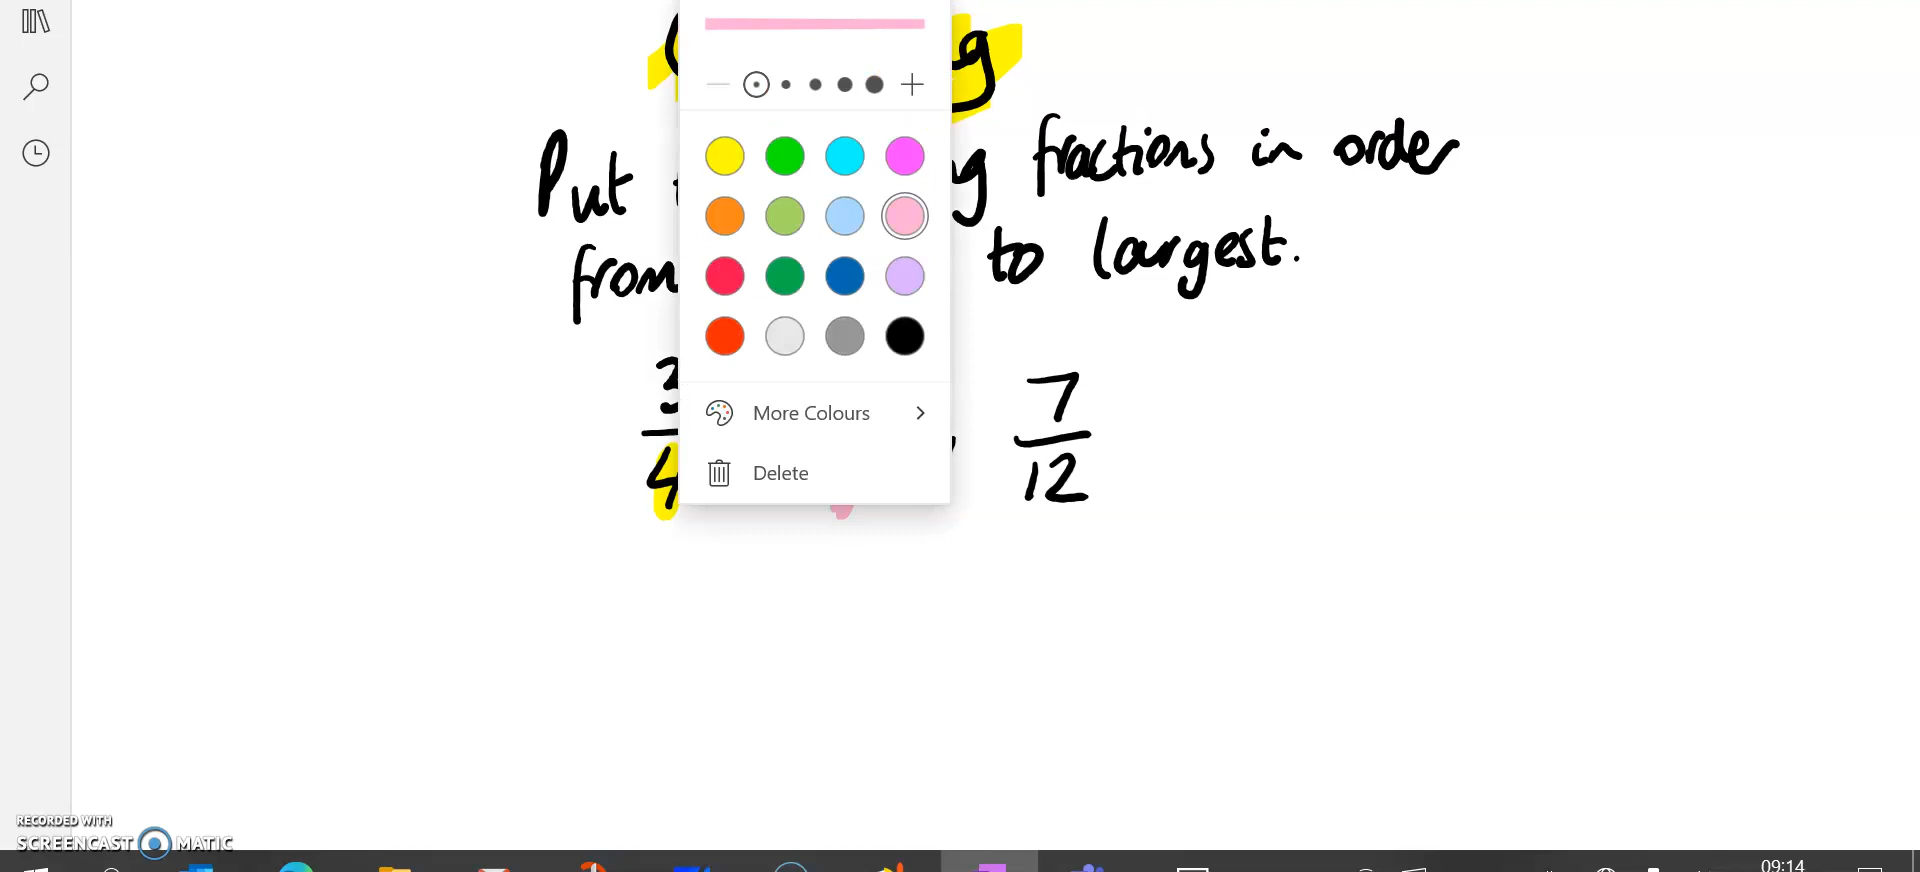 Put fractions in order
from to largest.
3 7
4 12
More Colours
Delete
RECORDED WITH
SCREENCAST MATIC
09:14